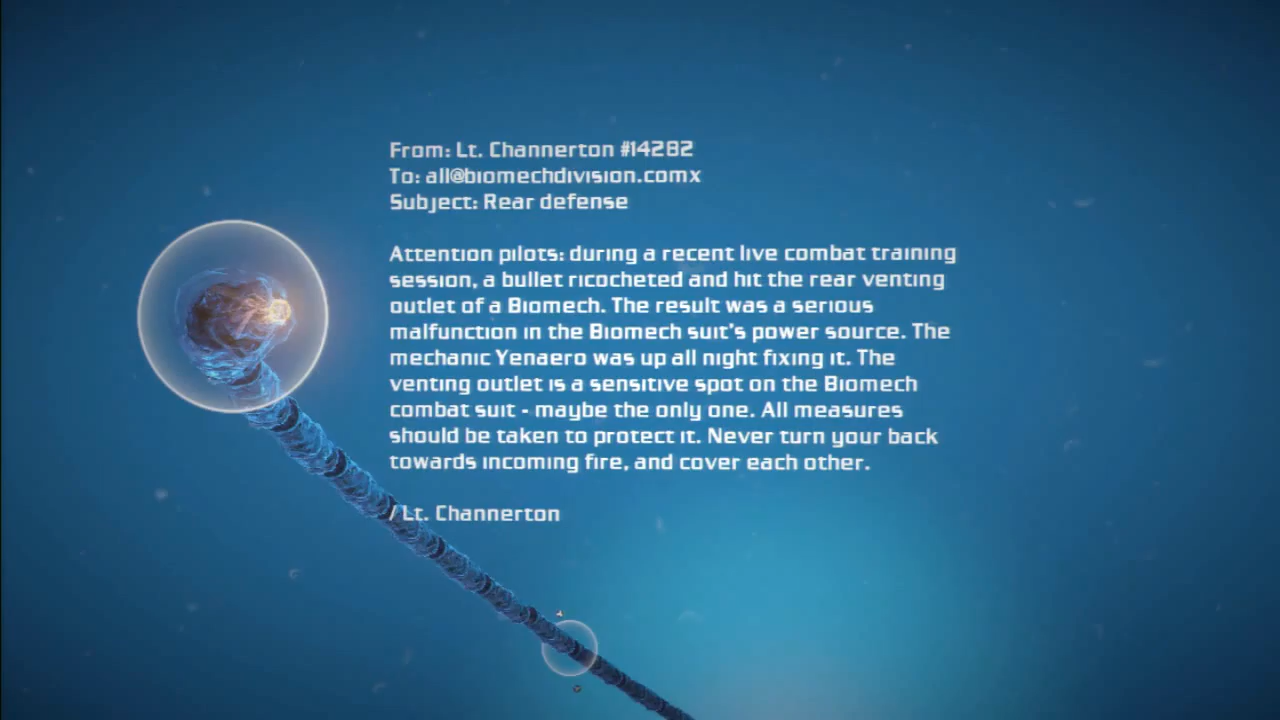 From: Lt. Channerton #14282
To: all@biomechdivision.comx
Subject: Rear defense
Attention pilots: during a recent live combat training
session, a bullet ricocheted and hit the rear venting
outlet of a Biomech. The result was a serious
malfunction in the Biomech suit's power source. The
mechanic Yenaero was up all night fixing it. The
venting outlet is a sensitive spot on the Biomech
combat suit - maybe the only one. All measures
should be taken to protect it. Never turn your back
towards incoming fire, and cover each other.
/ Lt. Channerton